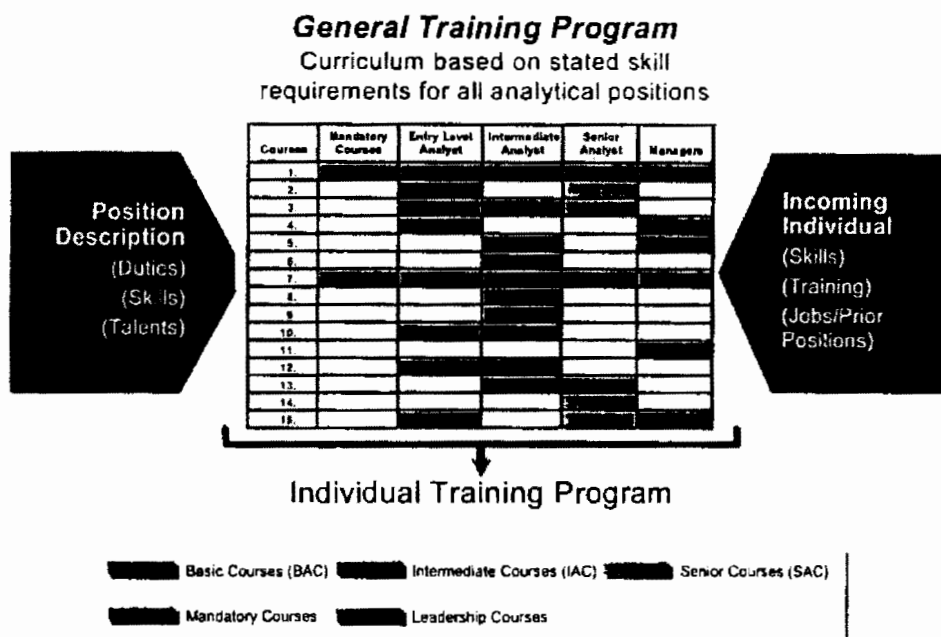 General Training Program
Curriculum based on stated skill
requirements for all analytical positions
Courses
Mandatory Courses
Entry Level Analyst
Intermediate Analyst
Senior Analyst
Managers
1.
2.
3.
4.
5.
6.
7.
8.
9.
10.
11.
12.
13.
14.
15.
Position
Description
(Duties)
(Skills)
(Talents)
Incoming
Individual
(Skills)
(Training)
(Jobs/Prior
Positions)
Individual Training Program
Basic Courses (BAC)
Intermediate Courses (IAC)
Senior Courses (SAC)
Mandatory Courses
Leadership Courses